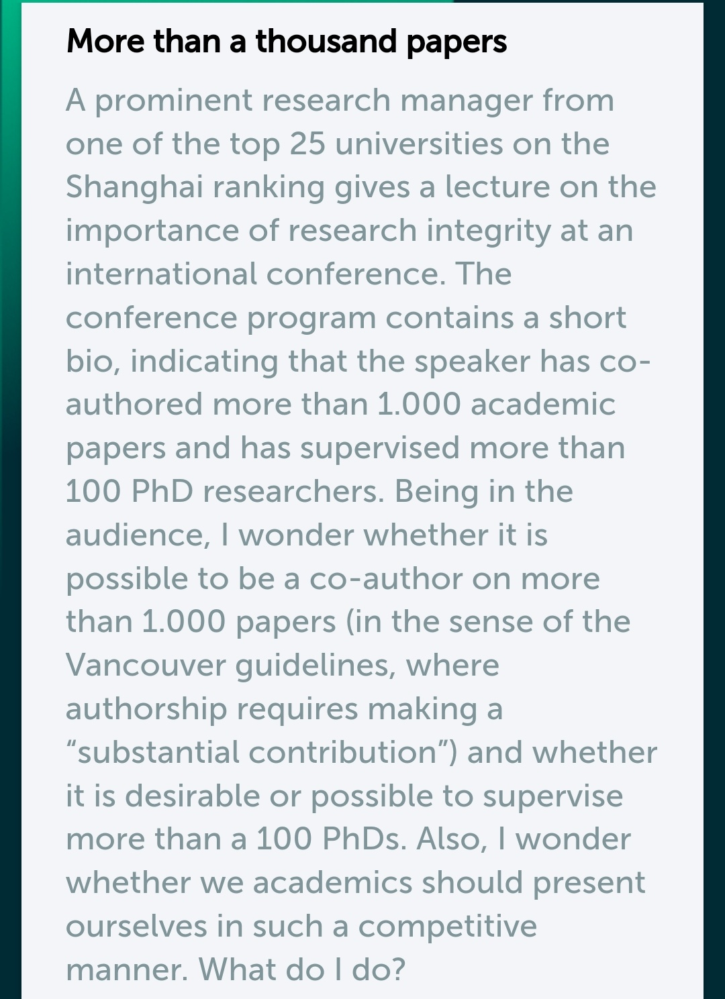 More than a thousand papers
A prominent research manager from
one of the top 25 universities on the
Shanghai ranking gives a lecture on the
importance of research integrity at an
international conference. The
conference program contains a short
bio, indicating that the speaker has co-
authored more than 1.000 academic
papers and has supervised more than
100 PhD researchers. Being in the
audience, I wonder whether it is
possible to be a co-author on more
than 1.000 papers (in the sense of the
Vancouver guidelines, where
authorship requires making a
“substantial contribution”) and whether
it is desirable or possible to supervise
more than a 100 PhDs. Also, I wonder
whether we academics should present
ourselves in such a competitive
manner. What do I do?